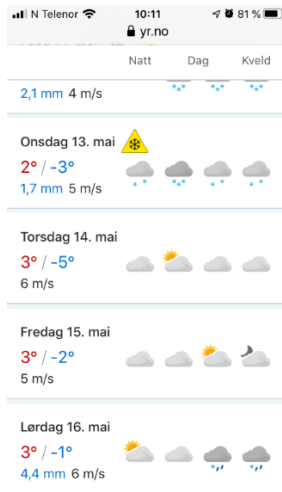 N Telenor 10:11 81 %
yr.no
Natt Dag Kveld
2,1 mm 4 m/s
Onsdag 13. mai
2° / -3°
1,7 mm 5 m/s
Torsdag 14. mai
3° / -5°
6 m/s
Fredag 15. mai
3° / -2°
5 m/s
Lørdag 16. mai
3° / -1°
4,4 mm 6 m/s